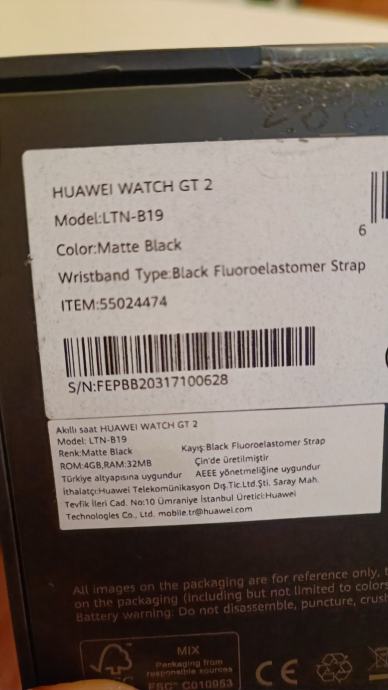 HUAWEI WATCH GT 2
Model:LTN-B19
Color:Matte Black
Wristband Type:Black Fluoroelastomer Strap
ITEM:55024474
6
S/N:FEPBB20317100628
Akıllı saat HUAWEI WATCH GT 2
Model: LTN-B19
Renk:Matte Black Kayış:Black Fluoroelastomer Strap
ROM:4GB,RAM:32MB Çin'de üretilmiştir
Türkiye altyapısına uygundur AEEE yönetmeliğine uygundur
İthalatçı:Huawei Telekomünikasyon Dış.Tic.Ltd.Şti. Saray Mah.
Tevfik İleri Cad. No:10 Ümraniye İstanbul Üretici:Huawei
Technologies Co., Ltd. mobile.tr@huawei.com
All images on the packaging are for reference only,
on the packaging (including but not limited to color
Battery warning: Do not disassemble, puncture, crus
MIX
Packaging from
responsible sources
FSC® C010953
CE